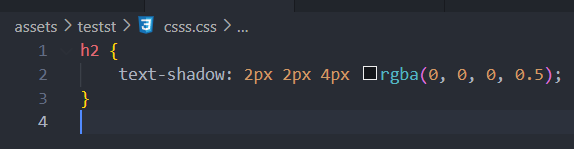 assets > testst > csss.css > ...
1 h2 {
2 text-shadow: 2px 2px 4px rgba(0, 0, 0, 0.5);
3 }
4